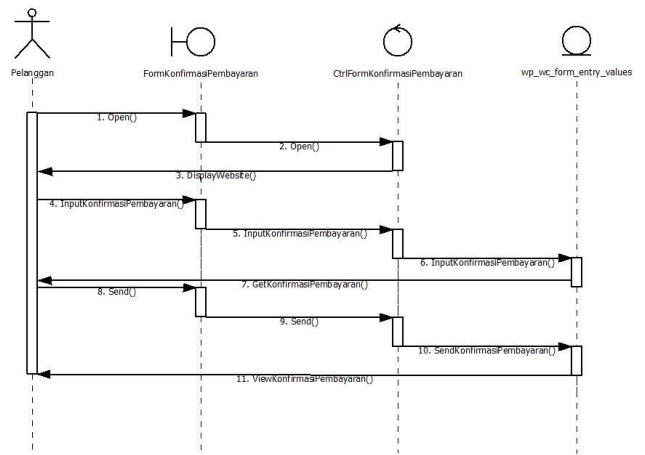 Pelanggan
FormKonfirmasiPembayaran
CtrlFormKonfirmasiPembayaran
wp_wc_form_entry_values
1. Open()
2. Open()
3. DisplayWebsite()
4. InputKonfirmasiPembayaran()
5. InputKonfirmasiPembayaran()
6. InputKonfirmasiPembayaran()
7. GetKonfirmasiPembayaran()
8. Send()
9. Send()
10. SendKonfirmasiPembayaran()
11. ViewKonfirmasiPembayaran()